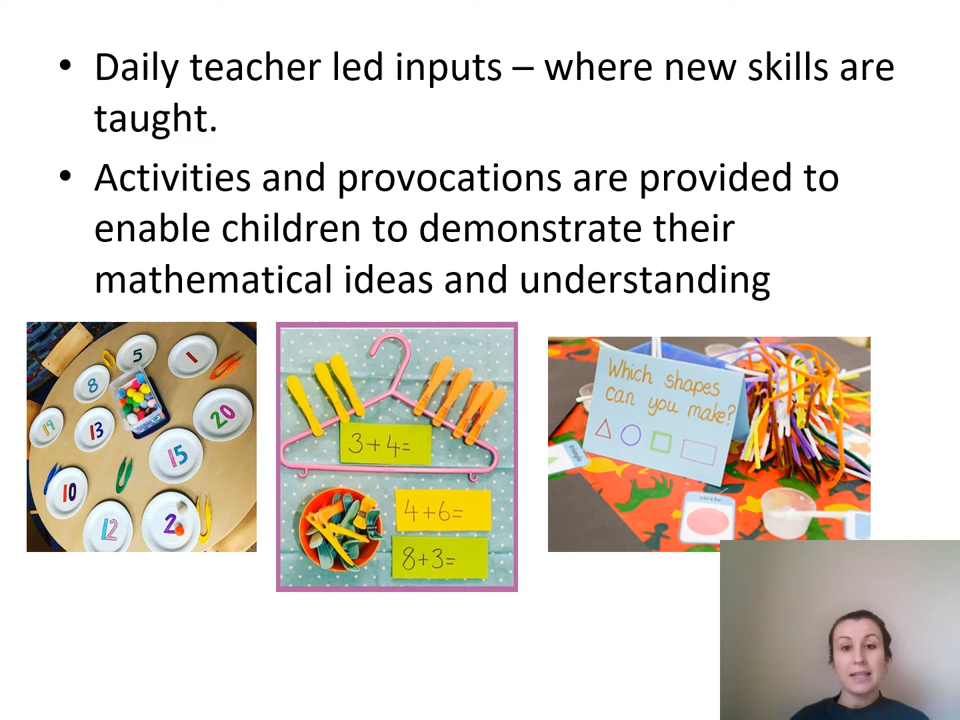 • Daily teacher led inputs – where new skills are
taught.
• Activities and provocations are provided to
enable children to demonstrate their
mathematical ideas and understanding
5
1
8
20
19
13
15
10
12
2
3+4=
4+6=
8+3=
Which shapes
can you make?
circle